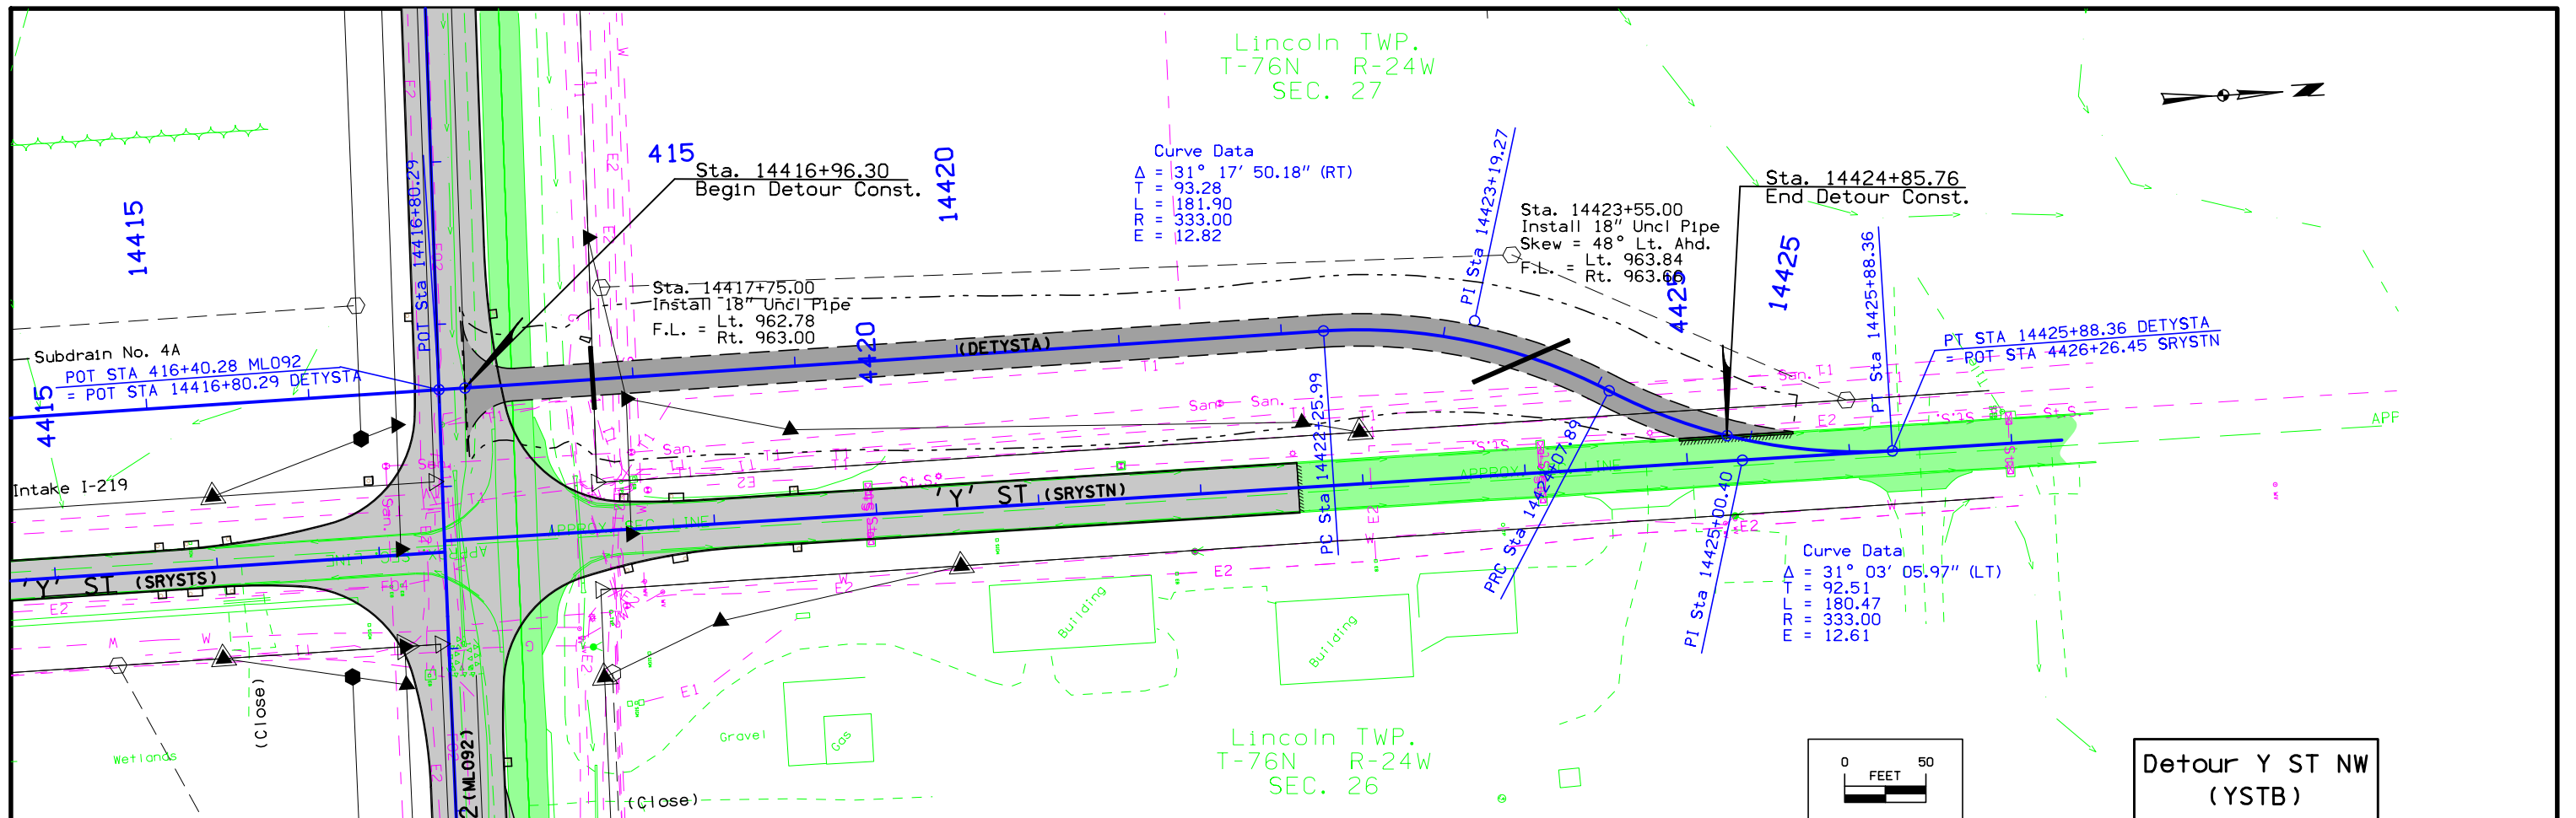 Lincoln TWP.
T-76N R-24W
SEC. 27
415
Sta. 14416+96.30
Begin Detour Const.
14420
14415
POT Sta 14416+80.29
Curve Data
Δ = 31° 17' 50.18" (RT)
T = 93.28
L = 181.90
R = 333.00
E = 12.82
PI Sta 14423+19.27
Sta. 14423+55.00
Install 18" Uncl Pipe
Skew = 48° Lt. Ahd.
F.L. = Lt. 963.84
Rt. 963.66
Sta. 14424+85.76
End Detour Const.
14425
4425
PT Sta 14425+88.36
PT STA 14425+88.36 DETYSTA
= POT STA 4426+26.45 SRYSTN
Sta. 14417+75.00
Install 18" Uncl Pipe
F.L. = Lt. 962.78
Rt. 963.00
4420
(DETYSTA)
Subdrain No. 4A
POT STA 416+40.28 ML092
= POT STA 14416+80.29 DETYSTA
4415
Intake I-219
'Y' ST (SRYSTN)
'Y' ST (SRYSTS)
APPROX SEC LINE
PC Sta 14422+25.99
PRC Sta 14424+07.89
PI Sta 14425+00.40
Curve Data
Δ = 31° 03' 05.97" (LT)
T = 92.51
L = 180.47
R = 333.00
E = 12.61
Building
Building
Gravel
Gas
Wetlands
(Close)
(Close)
2 (ML092)
Lincoln TWP.
T-76N R-24W
SEC. 26
0 50
FEET
Detour Y ST NW
(YSTB)